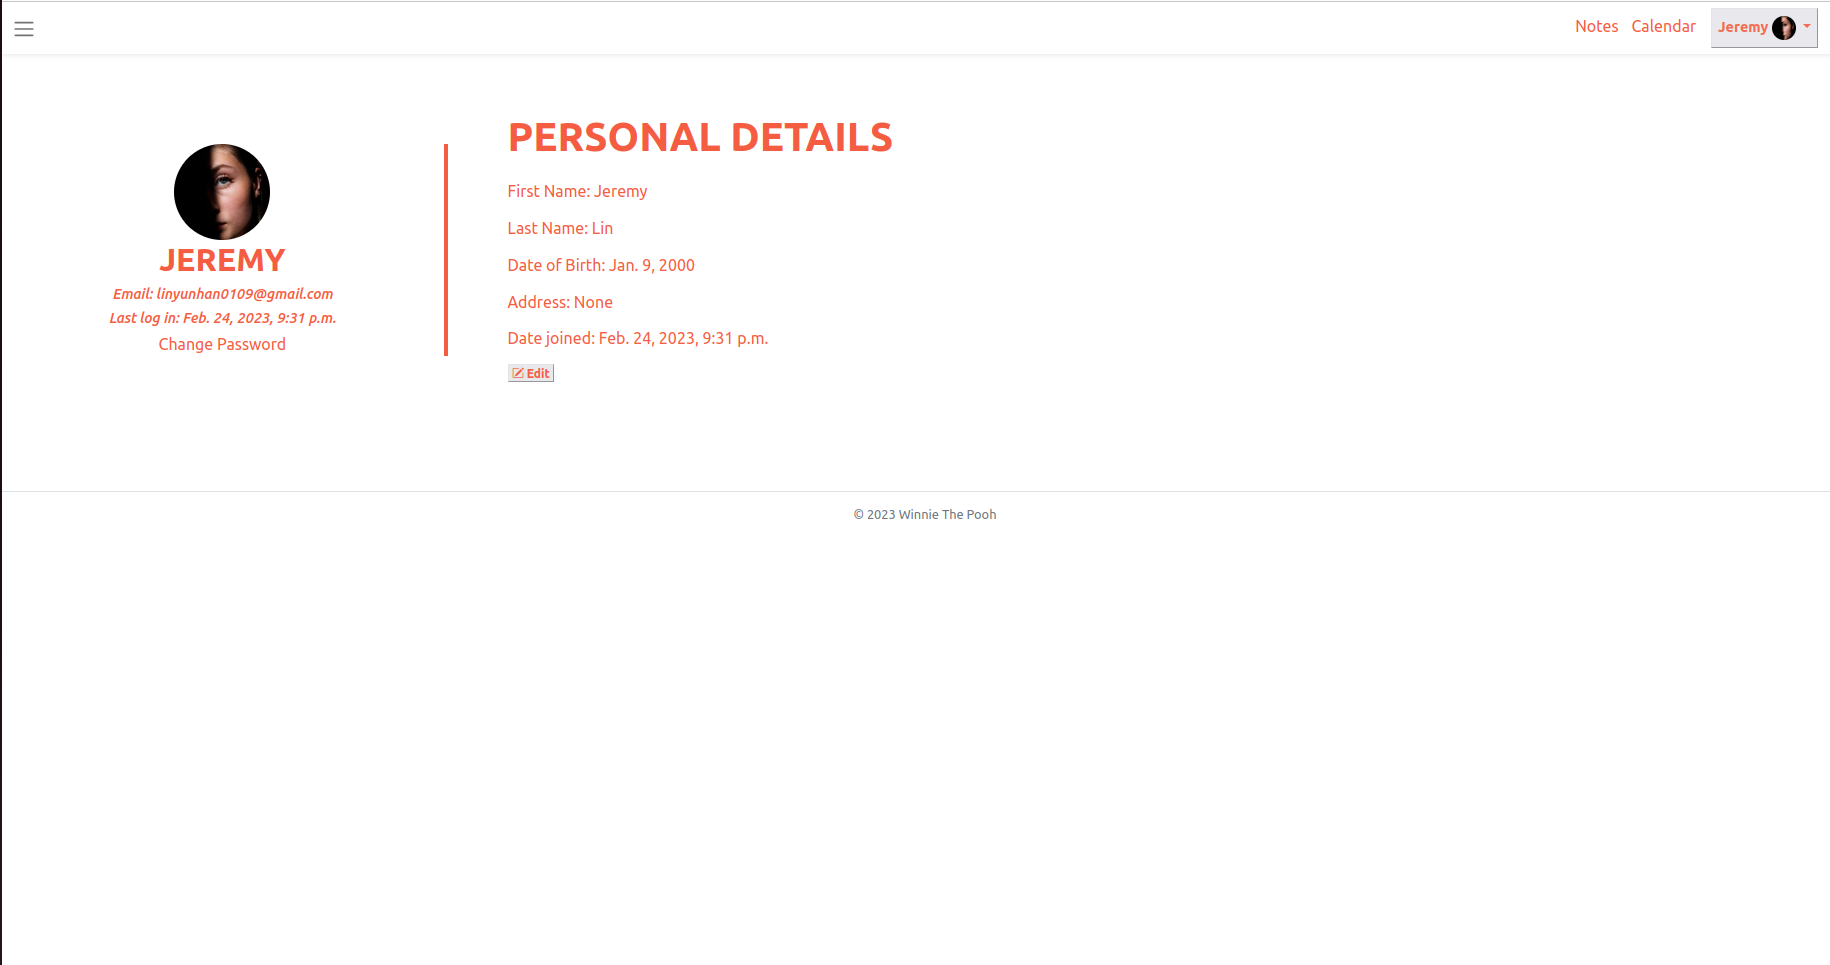 Notes Calendar Jeremy
JEREMY
Email: linyunhan0109@gmail.com
Last log in: Feb. 24, 2023, 9:31 p.m.
Change Password
PERSONAL DETAILS
First Name: Jeremy
Last Name: Lin
Date of Birth: Jan. 9, 2000
Address: None
Date joined: Feb. 24, 2023, 9:31 p.m.
Edit
© 2023 Winnie The Pooh